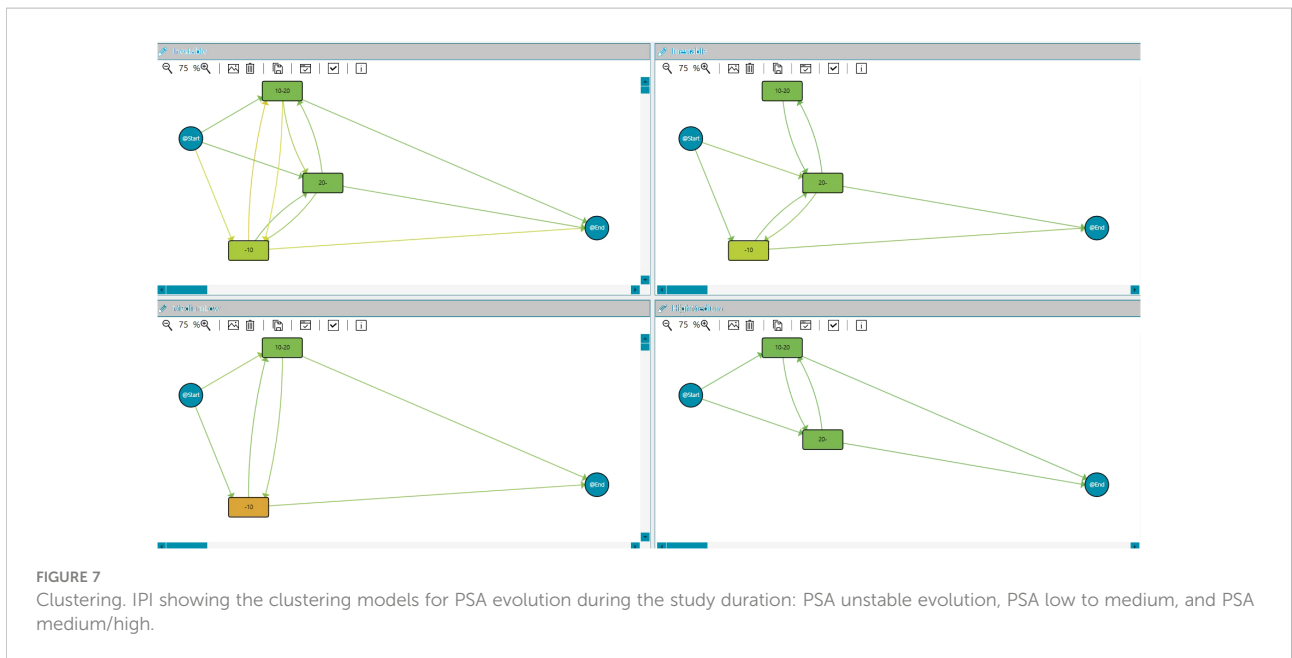 75 %
10-20
@Start
20-
-10
@End
75 %
10-20
@Start
20-
-10
@End
75 %
10-20
@Start
-10
@End
High Medium
75 %
10-20
@Start
20-
@End
FIGURE 7
Clustering. IPI showing the clustering models for PSA evolution during the study duration: PSA unstable evolution, PSA low to medium, and PSA
medium/high.